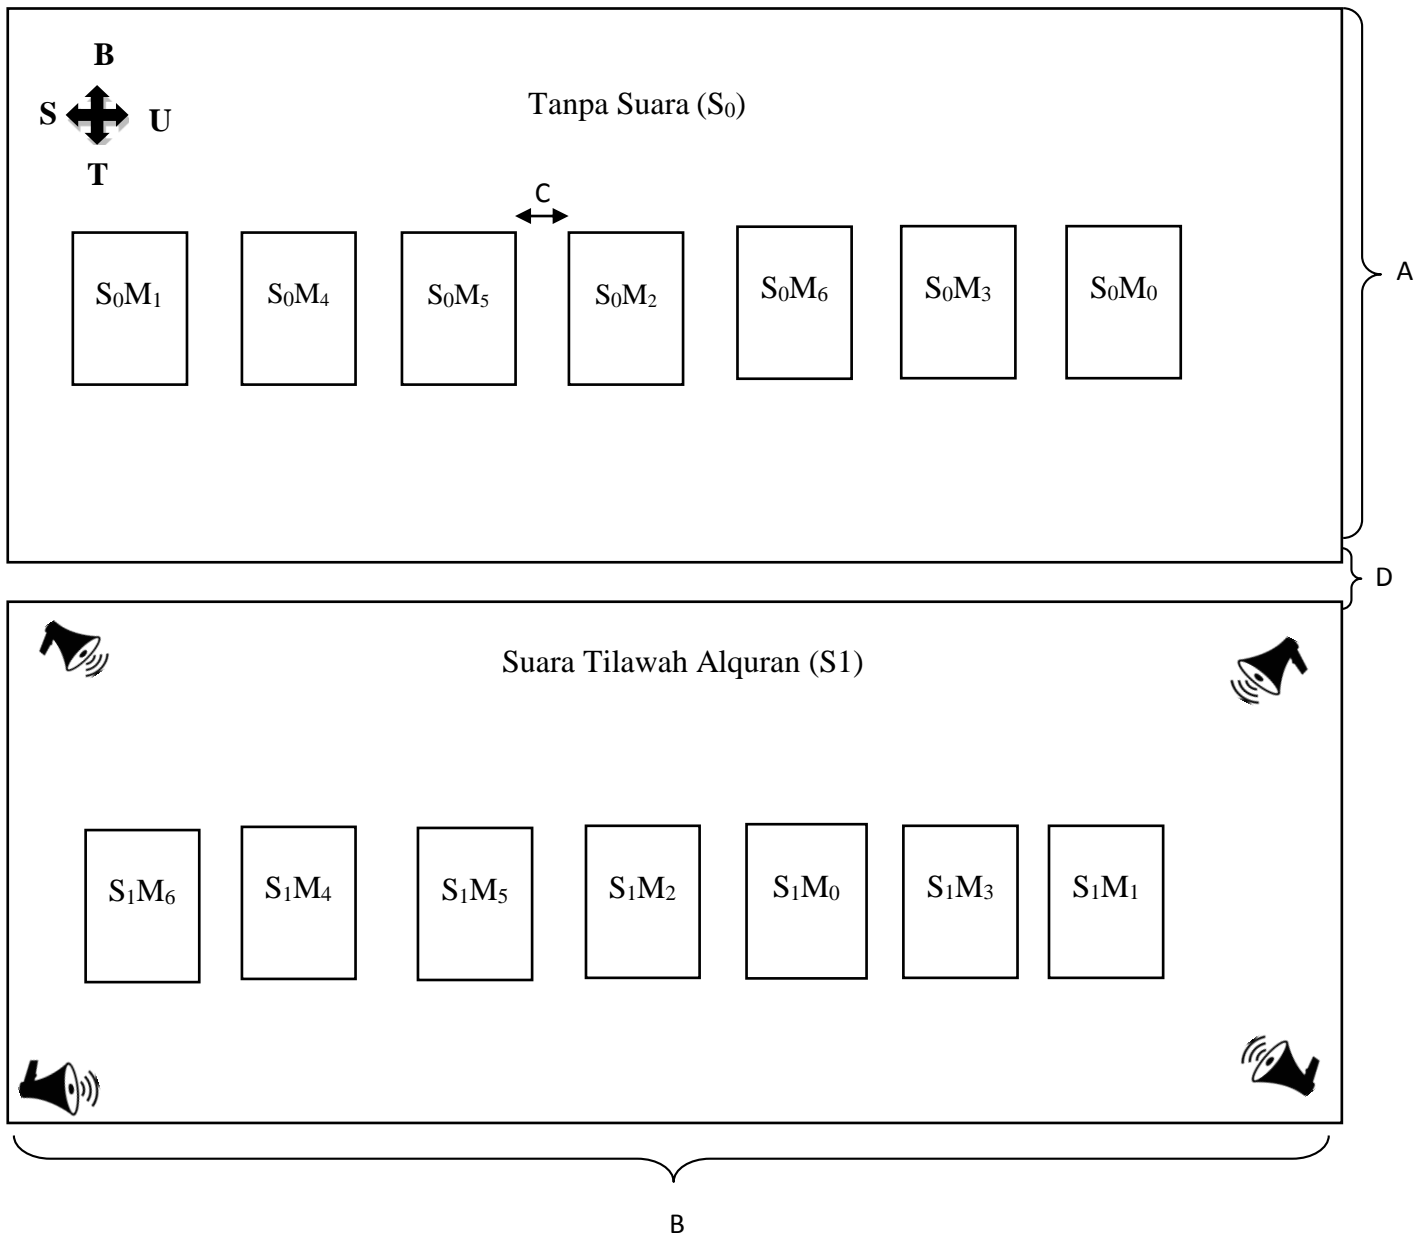 B
S U
T
Tanpa Suara (S₀)
C
S₀M₁ S₀M₄ S₀M₅ S₀M₂ S₀M₆ S₀M₃ S₀M₀
A
D
Suara Tilawah Alquran (S1)
S₁M₆ S₁M₄ S₁M₅ S₁M₂ S₁M₀ S₁M₃ S₁M₁
B